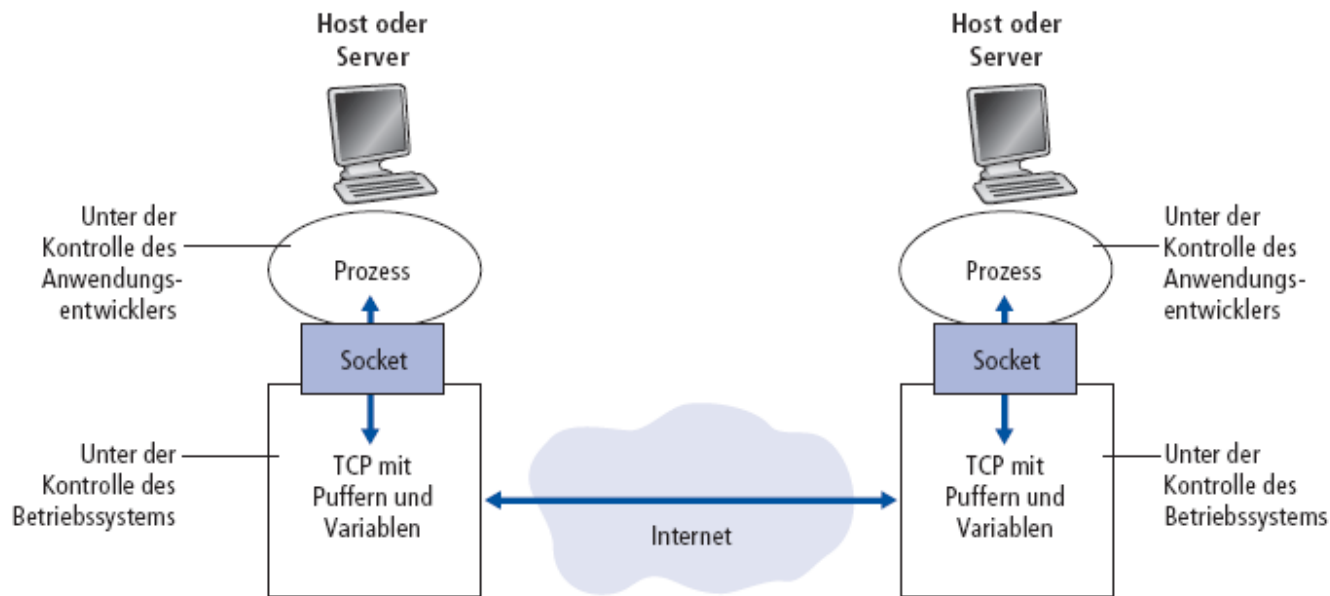 Host oder
Server
Host oder
Server
Unter der
Kontrolle des
Anwendungs-
entwicklers
Prozess
Prozess
Unter der
Kontrolle des
Anwendungs-
entwicklers
Socket
Socket
Unter der
Kontrolle des
Betriebssystems
TCP mit
Puffern und
Variablen
Internet
TCP mit
Puffern und
Variablen
Unter der
Kontrolle des
Betriebssystems